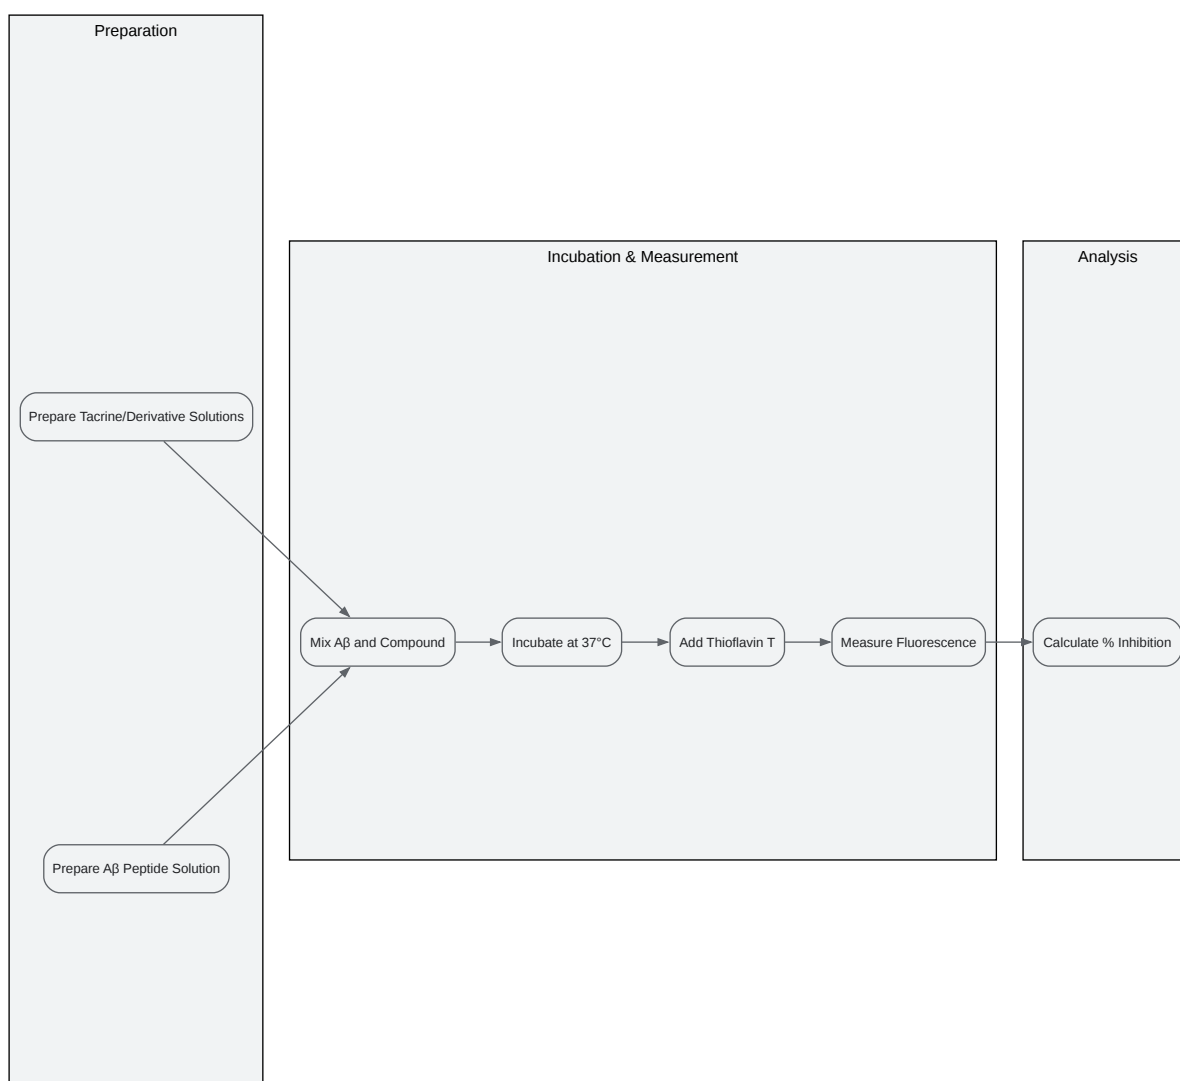 Preparation
Incubation & Measurement
Analysis
Prepare Tacrine/Derivative Solutions
Mix Aβ and Compound
Incubate at 37°C
Add Thioflavin T
Measure Fluorescence
Calculate % Inhibition
Prepare Aβ Peptide Solution